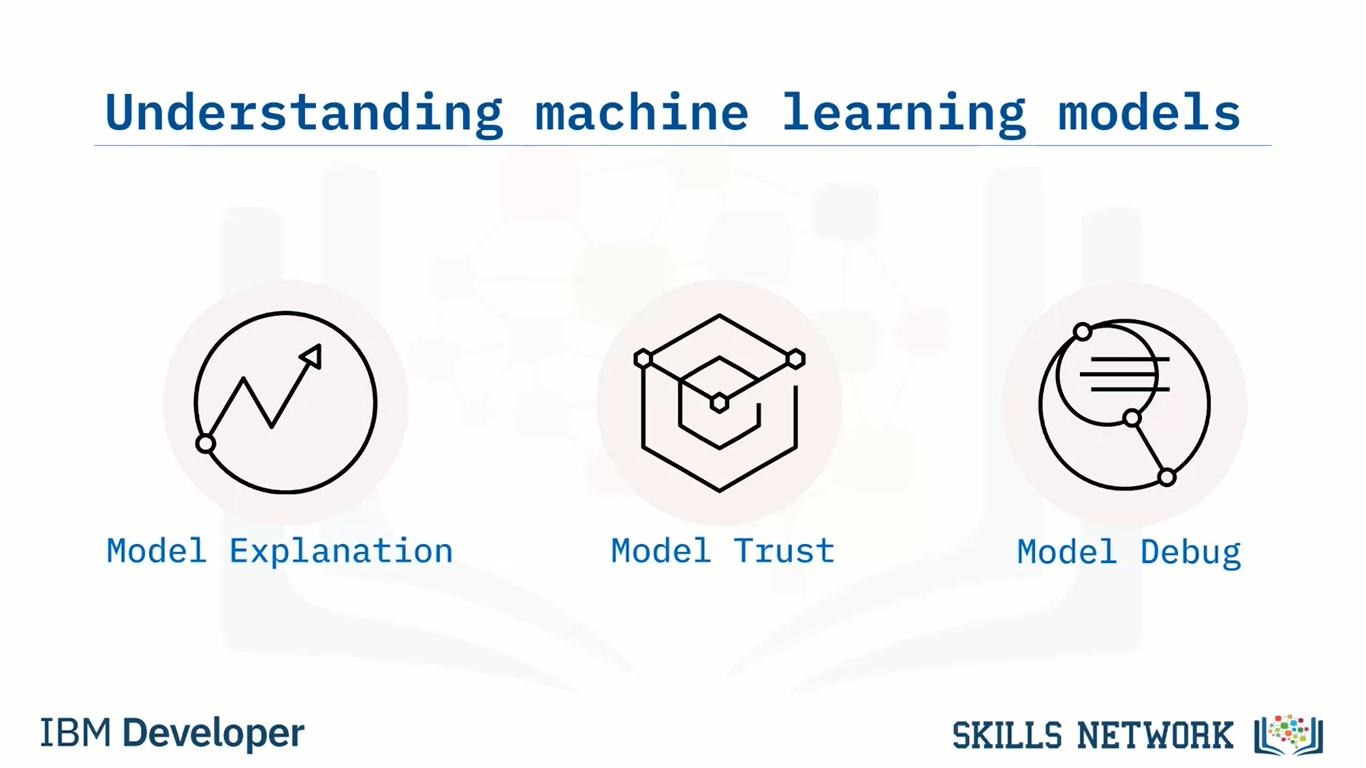 Understanding machine learning models
Model Explanation
Model Trust
Model Debug
IBM Developer
SKILLS NETWORK